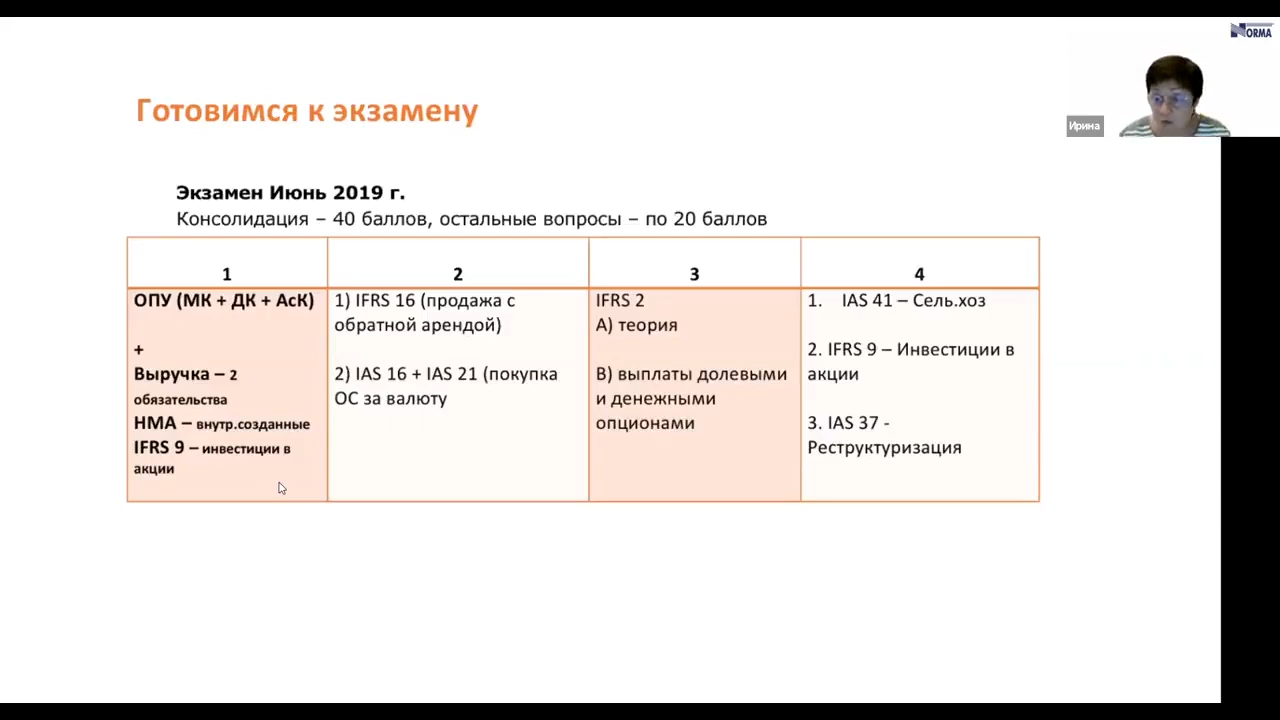 NORMA
Готовимся к экзамену
Ирина
Экзамен Июнь 2019 г.
Консолидация – 40 баллов, остальные вопросы – по 20 баллов
1
2
3
4
ОПУ (МК + ДК + АсК)
+
Выручка – 2
обязательства
НМА – внутр.созданные
IFRS 9 – инвестиции в
акции
1) IFRS 16 (продажа с
обратной арендой)
2) IAS 16 + IAS 21 (покупка
ОС за валюту
IFRS 2
А) теория
В) выплаты долевыми
и денежными
опционами
1. IAS 41 – Сель.хоз
2. IFRS 9 – Инвестиции в
акции
3. IAS 37 -
Реструктуризация